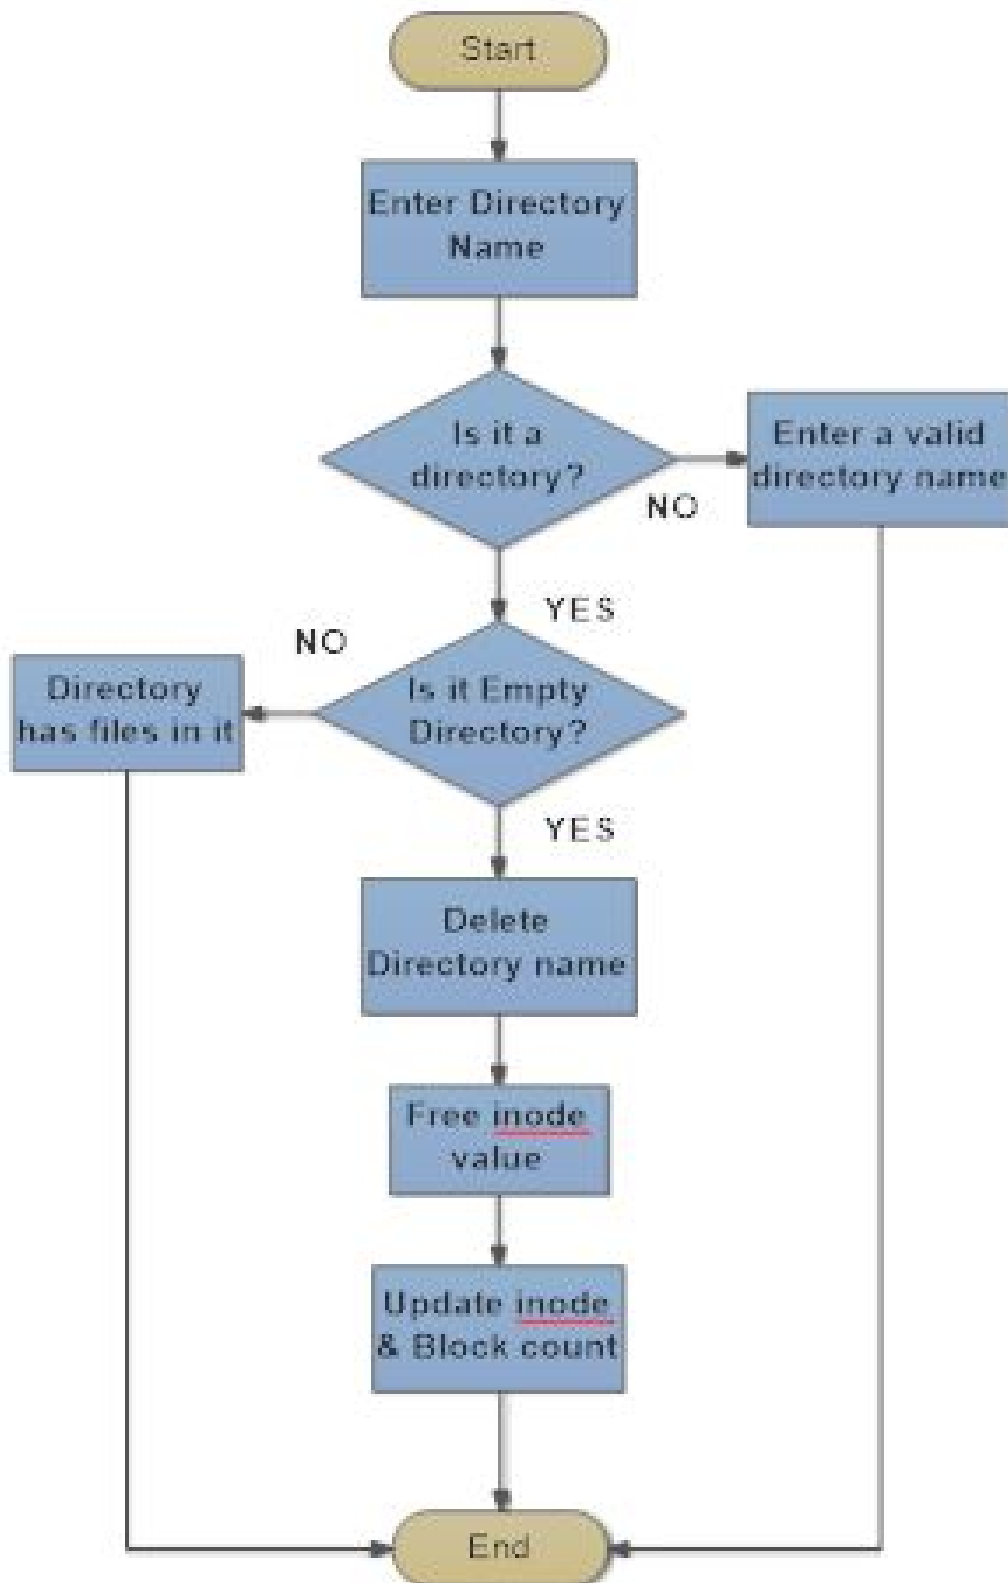 Start
Enter Directory
Name
Is it a
directory?
NO
Enter a valid
directory name
YES
NO
Directory
has files in it
Is it Empty
Directory?
YES
Delete
Directory name
Free inode
value
Update inode
& Block count
End